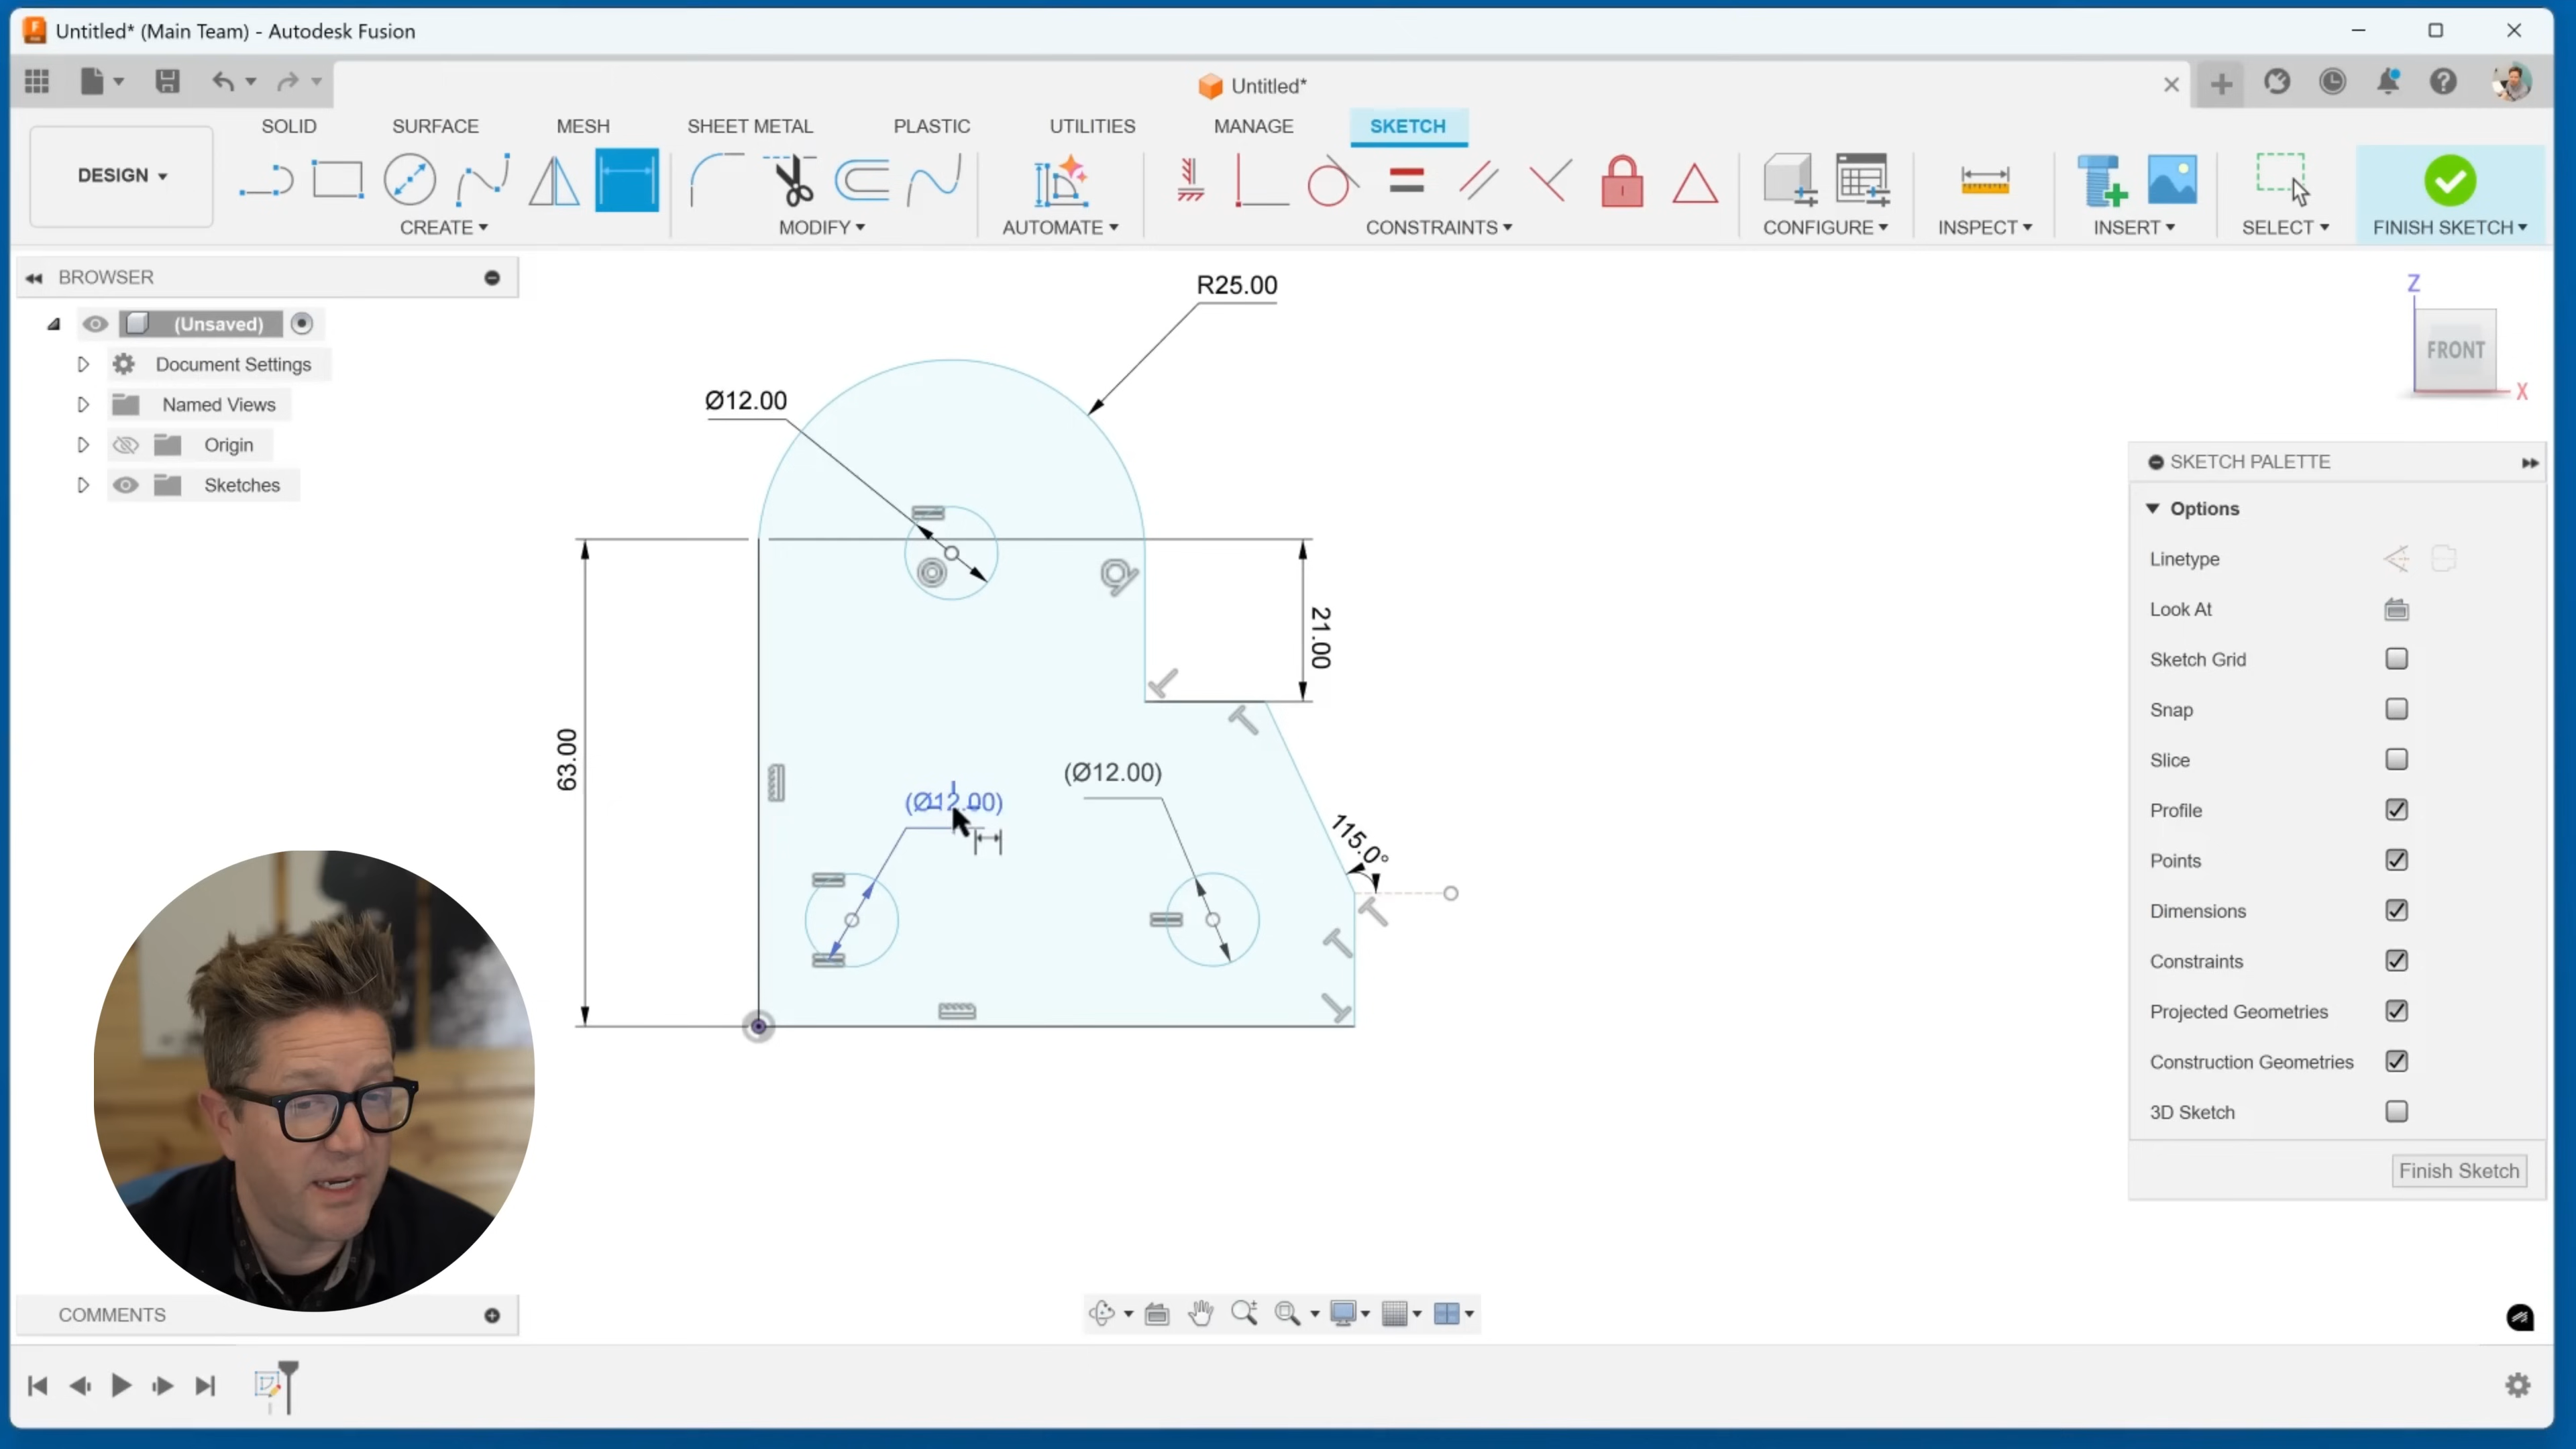 Untitled* (Main Team) - Autodesk Fusion
Untitled*
SOLID SURFACE MESH SHEET METAL PLASTIC UTILITIES MANAGE SKETCH
DESIGN
CREATE MODIFY AUTOMATE CONSTRAINTS CONFIGURE INSPECT INSERT SELECT FINISH SKETCH
BROWSER
(Unsaved)
Document Settings
Named Views
Origin
Sketches
R25.00
Ø12.00
21.00
63.00
(Ø12.00)
(Ø12.00)
115.0°
Z
FRONT
X
SKETCH PALETTE
Options
Linetype
Look At
Sketch Grid
Snap
Slice
Profile
Points
Dimensions
Constraints
Projected Geometries
Construction Geometries
3D Sketch
Finish Sketch
COMMENTS